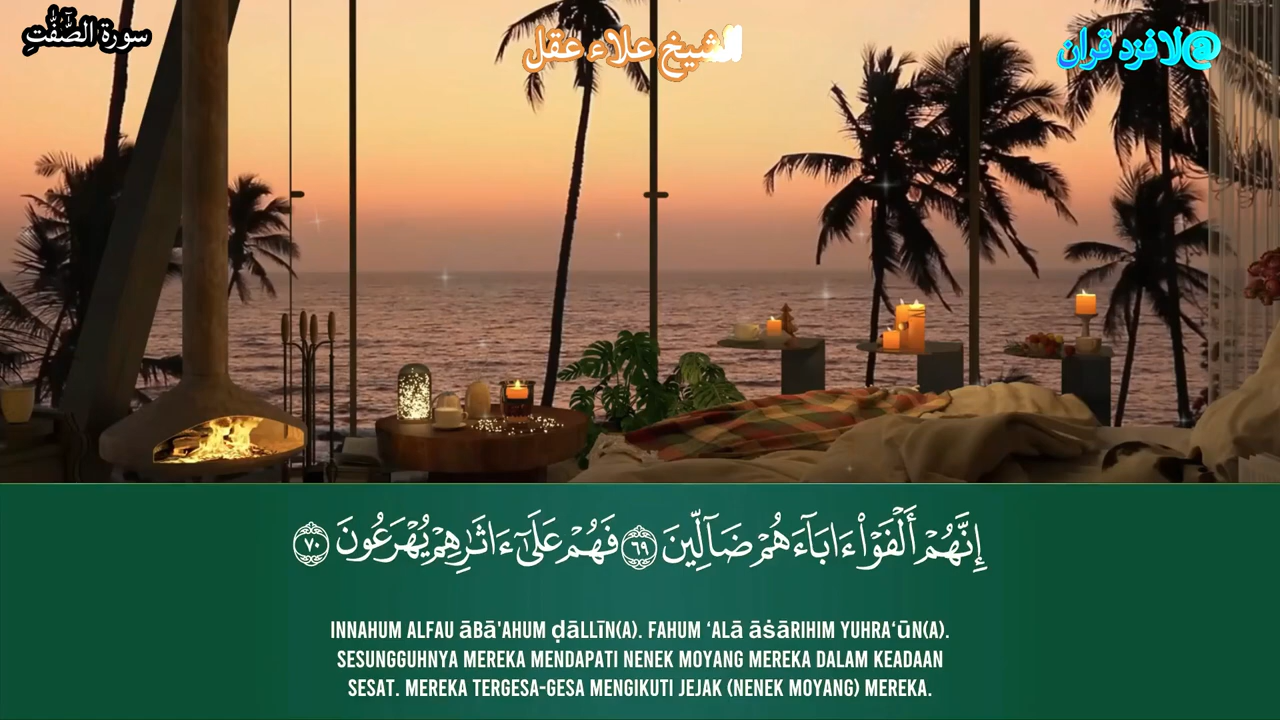 سورة الصّٰٓفّٰتِ
الشيخ علاء عقل
@لافزد قران
إِنَّهُمْ أَلْفَوْا۟ ءَابَآءَهُمْ ضَآلِّينَ ٦٩ فَهُمْ عَلَىٰٓ ءَاثَٰرِهِمْ يُهْرَعُونَ ٧٠
INNAHUM ALFAU āBā'AHUM ḍāLLīN(A). FAHUM ‘ALā āṡāRIHIM YUHRA‘ūN(A).
SESUNGGUHNYA MEREKA MENDAPATI NENEK MOYANG MEREKA DALAM KEADAAN
SESAT. MEREKA TERGESA-GESA MENGIKUTI JEJAK (NENEK MOYANG) MEREKA.